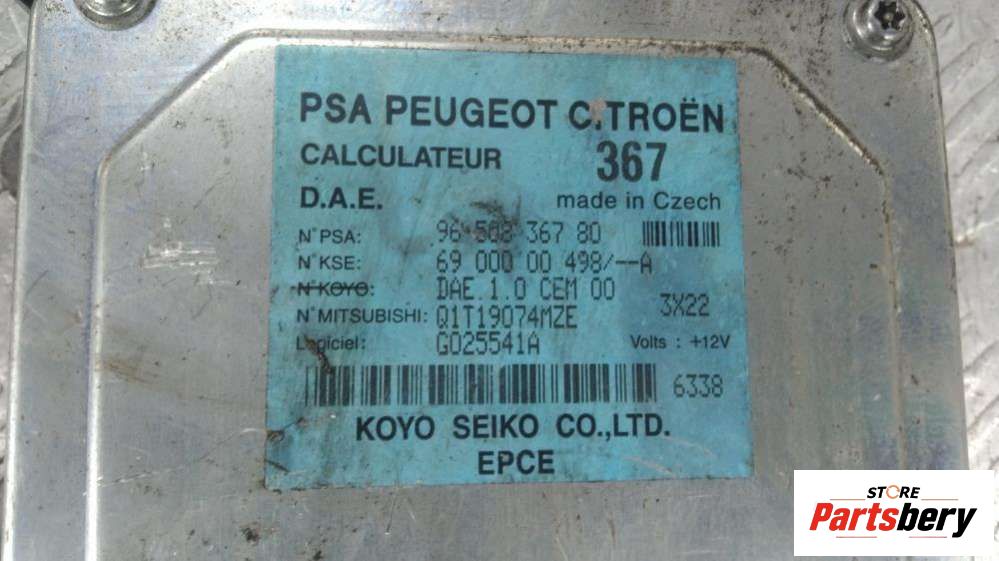 PSA PEUGEOT CITROËN
CALCULATEUR 367
D.A.E. made in Czech
N°PSA: 96 508 367 80
N°KSE: 69 000 00 498/--A
N°KOYO: DAE 1.0 CEM 00
N°MITSUBISHI: Q1T19074MZE 3X22
Logiciel: G025541A Volts : +12V
6338
KOYO SEIKO CO.,LTD.
EPCE
STORE
Partsbery